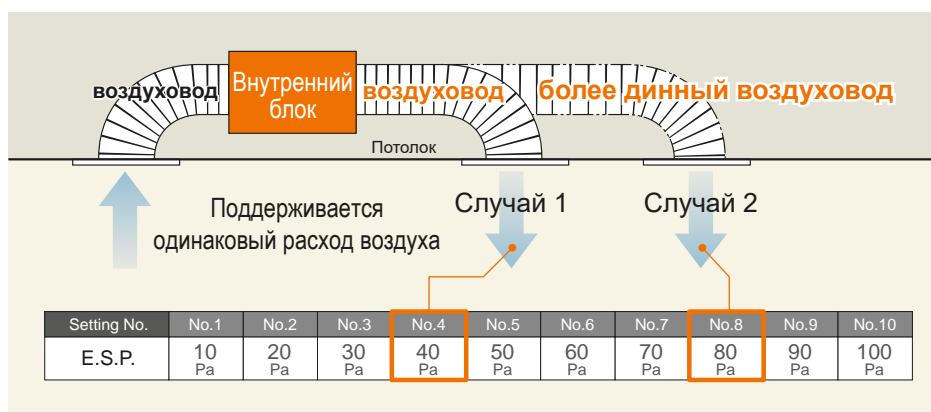 воздуховод
Внутренний
блок
воздуховод
более динный воздуховод
Потолок
Поддерживается
одинаковый расход воздуха
Случай 1
Случай 2
Setting No. No.1 No.2 No.3 No.4 No.5 No.6 No.7 No.8 No.9 No.10
E.S.P. 10 Pa 20 Pa 30 Pa 40 Pa 50 Pa 60 Pa 70 Pa 80 Pa 90 Pa 100 Pa